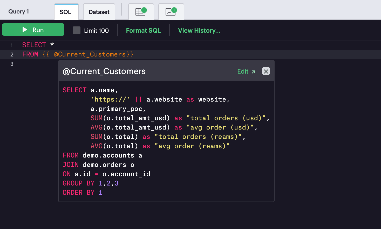 Query 1
SQL
Dataset
Run
Limit 100
Format SQL
View History...
1 SELECT *
2 FROM {{ @Current_Customers}}
3
@Current_Customers
Edit
SELECT a.name,
'https://' || a.website as website,
a.primary_poc,
SUM(o.total_amt_usd) as "total orders (usd)",
AVG(o.total_amt_usd) as "avg order (usd)",
SUM(o.total) as "total orders (reams)",
AVG(o.total) as "avg order (reams)"
FROM demo.accounts a
JOIN demo.orders o
ON a.id = o.account_id
GROUP BY 1,2,3
ORDER BY 1